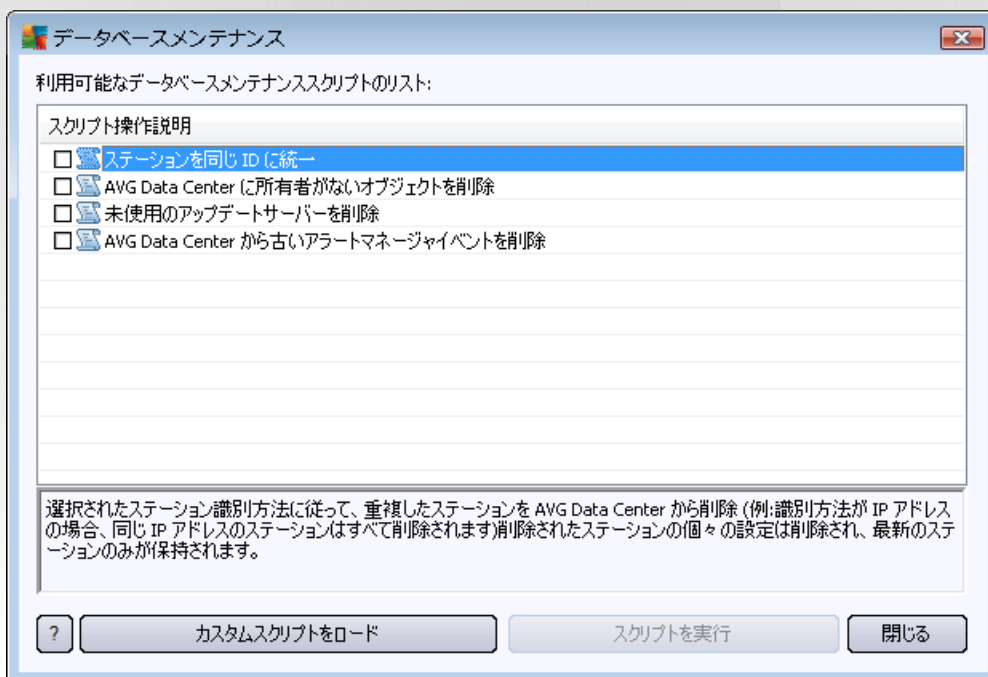 データベースメンテナンス
利用可能なデータベースメンテナンススクリプトのリスト:
スクリプト操作説明
ステーションを同じ ID に統一
AVG Data Center に所有者がないオブジェクトを削除
未使用のアップデートサーバーを削除
AVG Data Center から古いアラートマネージャイベントを削除
選択されたステーション識別方法に従って、重複したステーションを AVG Data Center から削除 (例:識別方法が IP アドレス
の場合、同じ IP アドレスのステーションはすべて削除されます)削除されたステーションの個々の設定は削除され、最新のステ
ーションのみが保持されます。
? カスタムスクリプトをロード スクリプトを実行 閉じる